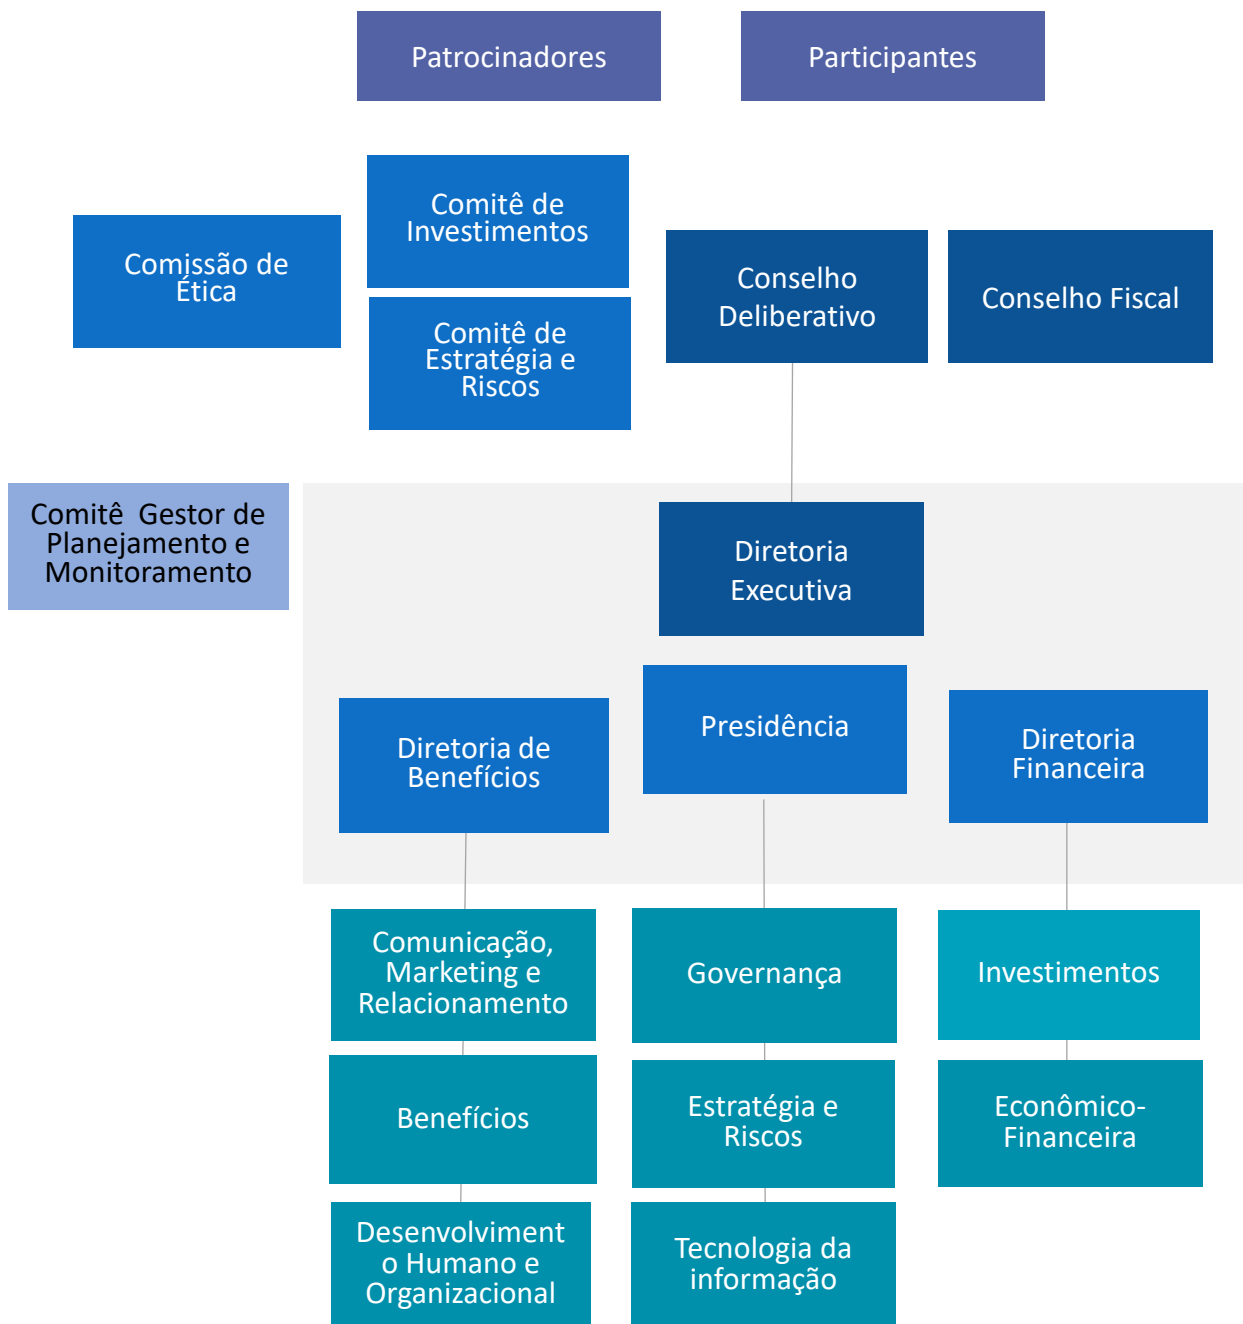 Patrocinadores
Participantes
Comitê de
Investimentos
Comissão de
Ética
Comitê de
Estratégia e
Riscos
Conselho
Deliberativo
Conselho Fiscal
Comitê  Gestor de
Planejamento e
Monitoramento
Diretoria
Executiva
Diretoria de
Benefícios
Presidência
Diretoria
Financeira
Comunicação,
Marketing e
Relacionamento
Governança
Investimentos
Benefícios
Estratégia e
Riscos
Econômico-
Financeira
Desenvolviment
o Humano e
Organizacional
Tecnologia da
informação